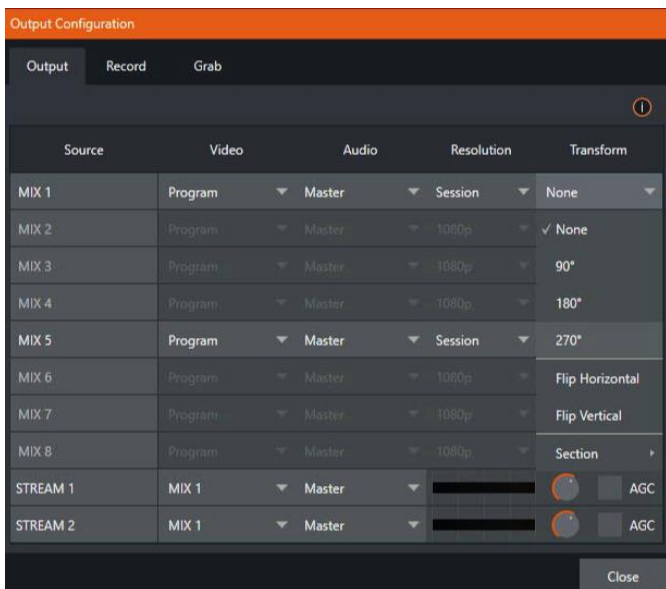 Output Configuration
Output Record Grab
i
Source Video Audio Resolution Transform
MIX 1 Program Master Session None
MIX 2 Program Master 1080p ✓ None
MIX 3 Program Master 1080p 90°
MIX 4 Program Master 1080p 180°
MIX 5 Program Master Session 270°
MIX 6 Program Master 1080p Flip Horizontal
MIX 7 Program Master 1080p Flip Vertical
MIX 8 Program Master 1080p Section
STREAM 1 MIX 1 Master AGC
STREAM 2 MIX 1 Master AGC
Close